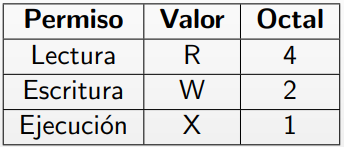 Permiso Valor Octal
Lectura R 4
Escritura W 2
Ejecución X 1